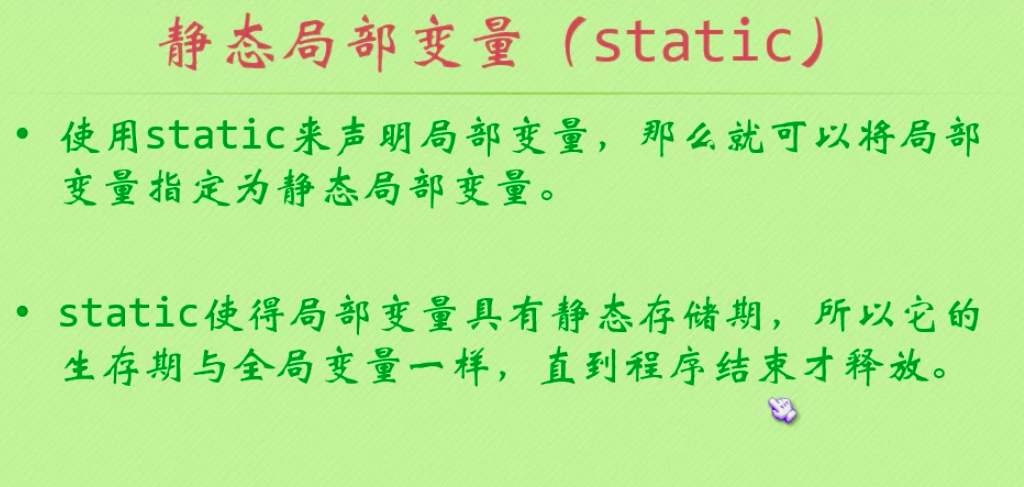 静态局部变量（static）
• 使用static来声明局部变量，那么就可以将局部
变量指定为静态局部变量。
• static使得局部变量具有静态存储期，所以它的
生存期与全局变量一样，直到程序结束才释放。